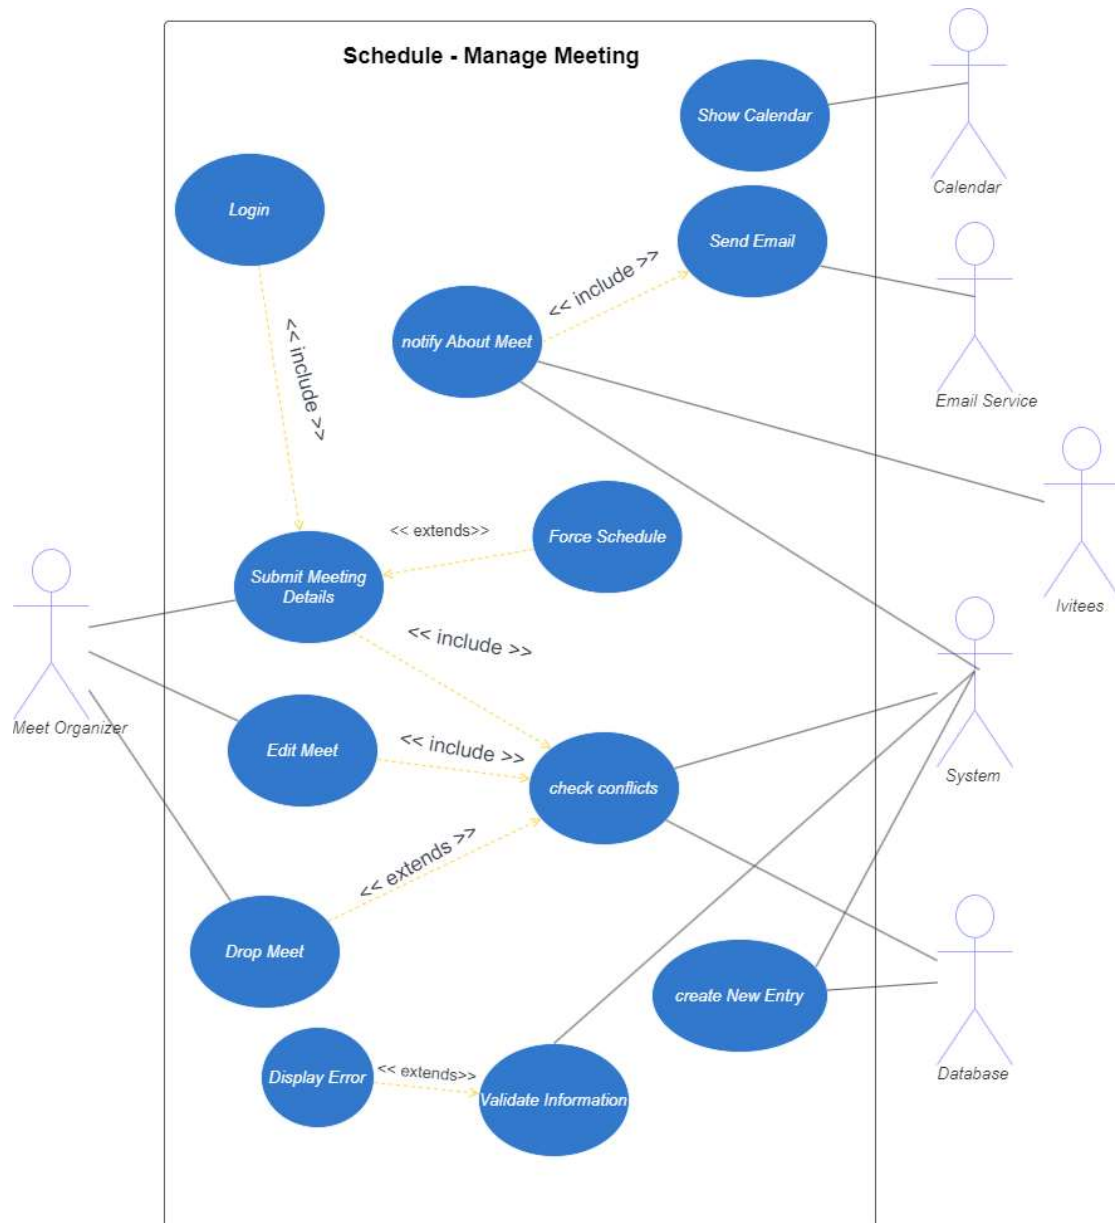 Schedule - Manage Meeting
Show Calendar
Calendar
Login
Send Email
<< include >>
notify About Meet
Email Service
<< include >>
<< extends>>
Force Schedule
Submit Meeting
Details
Ivitees
<< include >>
Meet Organizer
Edit Meet
<< include >>
check conflicts
System
<< extends >>
Drop Meet
create New Entry
Display Error
<< extends>>
Validate Information
Database